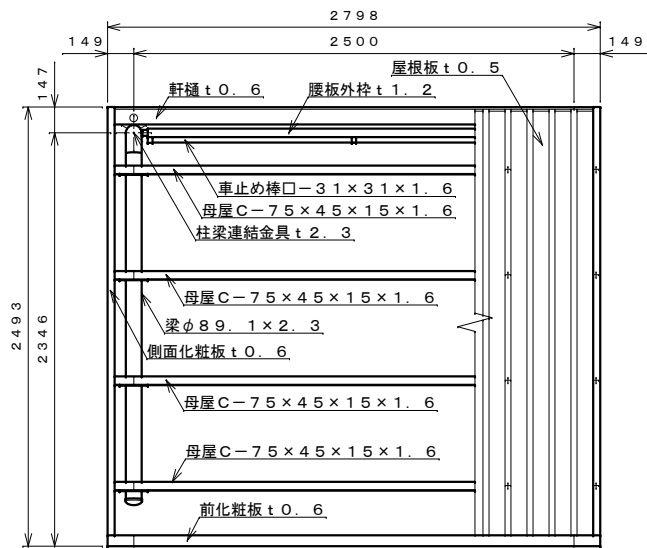 2798
149
2500
149
屋根板t0.5
147
軒樋t0.6
腰板外枠t1.2
車止め棒□-31×31×1.6
母屋C-75×45×15×1.6
柱梁連結金具t2.3
母屋C-75×45×15×1.6
梁φ89.1×2.3
側面化粧板t0.6
2493
2346
母屋C-75×45×15×1.6
母屋C-75×45×15×1.6
前化粧板t0.6